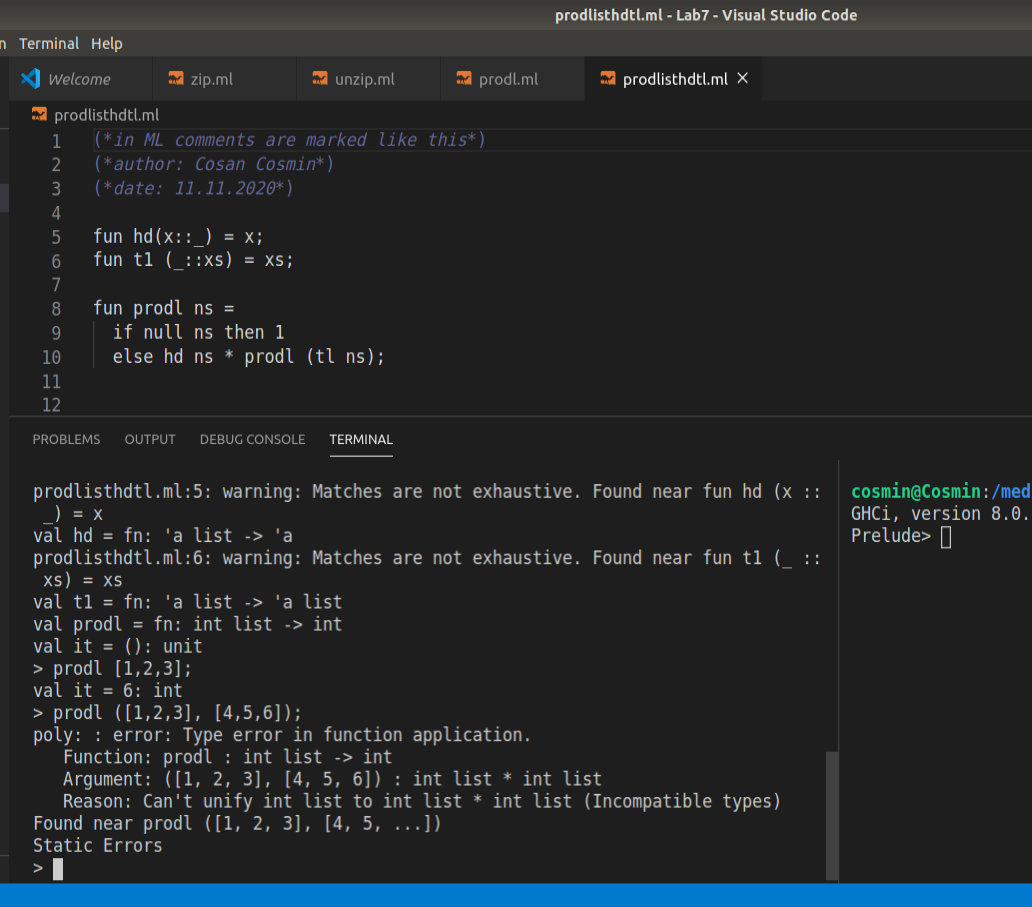 prodlisthdtl.ml - Lab7 - Visual Studio Code
n Terminal Help
Welcome zip.ml unzip.ml prodl.ml prodlisthdtl.ml ×
prodlisthdtl.ml
1 (*in ML comments are marked like this*)
2 (*author: Cosan Cosmin*)
3 (*date: 11.11.2020*)
4
5 fun hd(x::_) = x;
6 fun t1 (_::xs) = xs;
7
8 fun prodl ns =
9 if null ns then 1
10 else hd ns * prodl (tl ns);
11
12
PROBLEMS OUTPUT DEBUG CONSOLE TERMINAL
prodlisthdtl.ml:5: warning: Matches are not exhaustive. Found near fun hd (x ::
_) = x
val hd = fn: 'a list -> 'a
prodlisthdtl.ml:6: warning: Matches are not exhaustive. Found near fun t1 (_ ::
xs) = xs
val t1 = fn: 'a list -> 'a list
val prodl = fn: int list -> int
val it = (): unit
> prodl [1,2,3];
val it = 6: int
> prodl ([1,2,3], [4,5,6]);
poly: : error: Type error in function application.
Function: prodl : int list -> int
Argument: ([1, 2, 3], [4, 5, 6]) : int list * int list
Reason: Can't unify int list to int list * int list (Incompatible types)
Found near prodl ([1, 2, 3], [4, 5, ...])
Static Errors
>
cosmin@Cosmin:/med
GHCi, version 8.0.
Prelude>